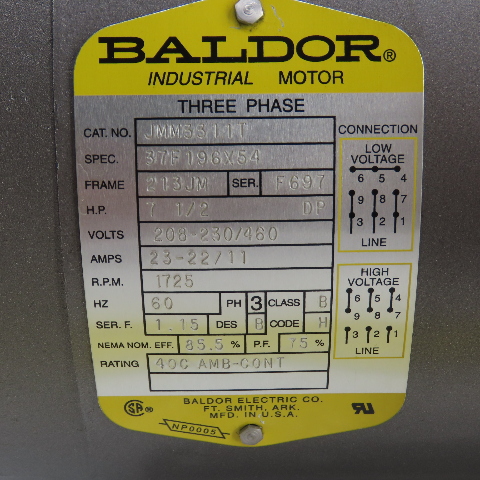 BALDOR®
INDUSTRIAL MOTOR
THREE PHASE
CAT. NO. JMM3311T
SPEC. 37F196X54
FRAME 213JM SER. F697
H.P. 7 1/2 DP
VOLTS 208-230/460
AMPS 23-22/11
R.P.M. 1725
HZ 60 PH 3 CLASS B
SER. F. 1.15 DES B CODE H
NEMA NOM. EFF. 85.5 % P.F. 75 %
RATING 40C AMB-CONT
CONNECTION
LOW
VOLTAGE
6 5 4
9 8 7
3 2 1
LINE
HIGH
VOLTAGE
6 5 4
9 8 7
3 2 1
LINE
BALDOR ELECTRIC CO.
FT. SMITH, ARK.
MFD. IN U.S.A.
SA ®
NP0005